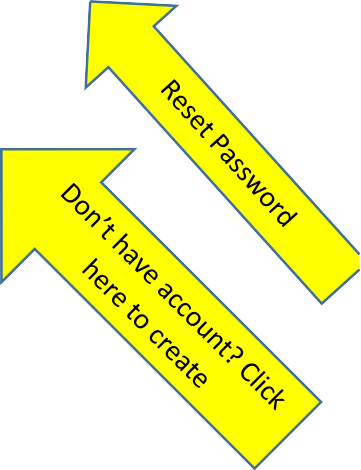 Reset Password
Don't have account? Click
here to create